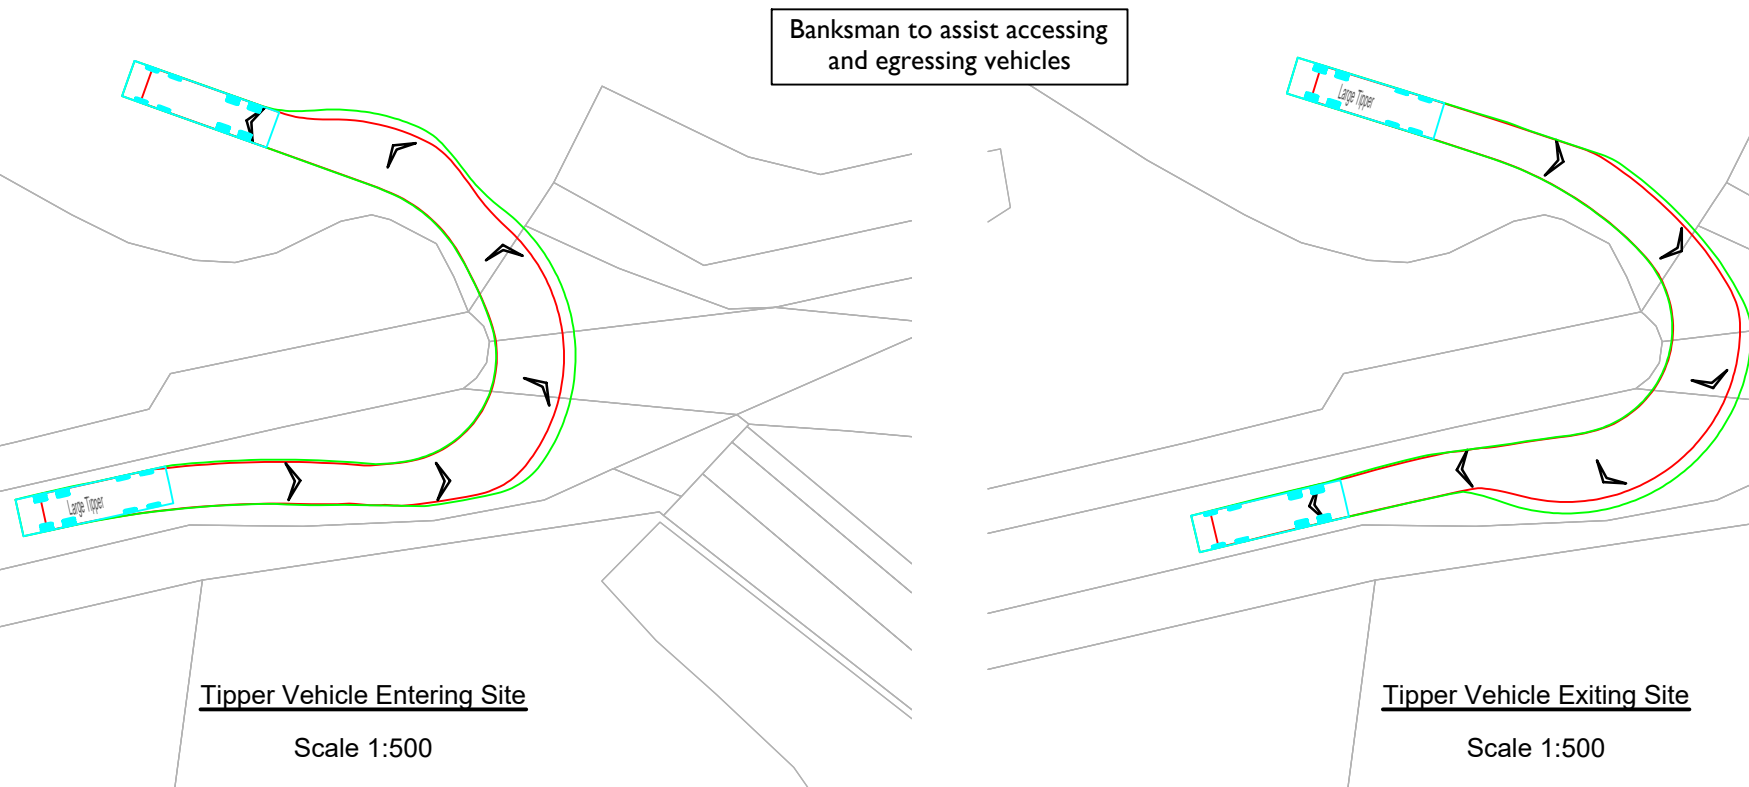 Banksman to assist accessing
and egressing vehicles
Large Tipper
Large Tipper
Tipper Vehicle Entering Site
Scale 1:500
Tipper Vehicle Exiting Site
Scale 1:500